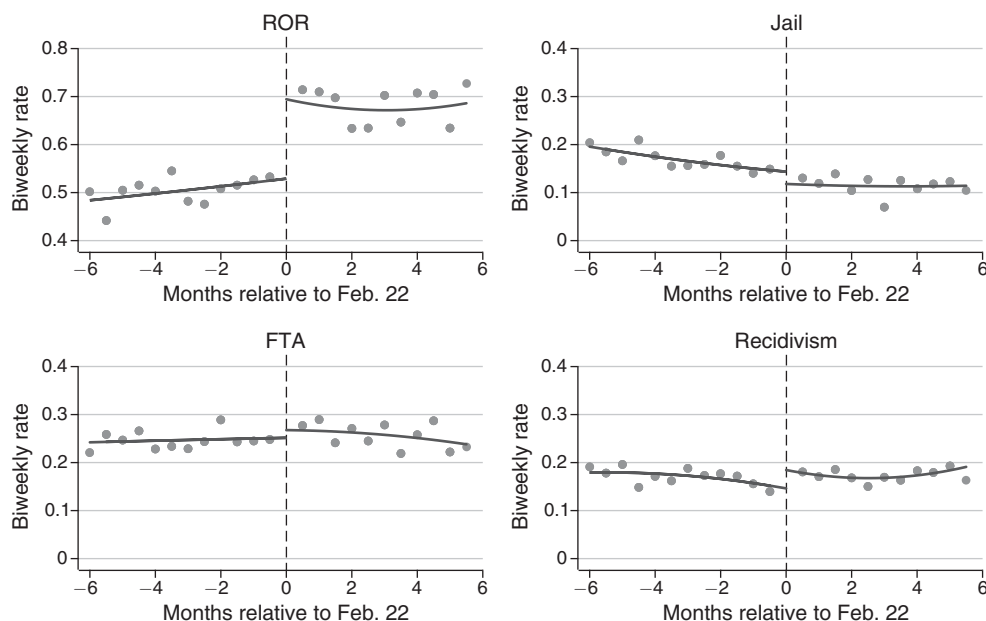 ROR
Biweekly rate
0.8
0.7
0.6
0.5
0.4
−6 −4 −2 0 2 4 6
Months relative to Feb. 22
Jail
Biweekly rate
0.4
0.3
0.2
0.1
0
−6 −4 −2 0 2 4 6
Months relative to Feb. 22
FTA
Biweekly rate
0.4
0.3
0.2
0.1
0
−6 −4 −2 0 2 4 6
Months relative to Feb. 22
Recidivism
Biweekly rate
0.4
0.3
0.2
0.1
0
−6 −4 −2 0 2 4 6
Months relative to Feb. 22